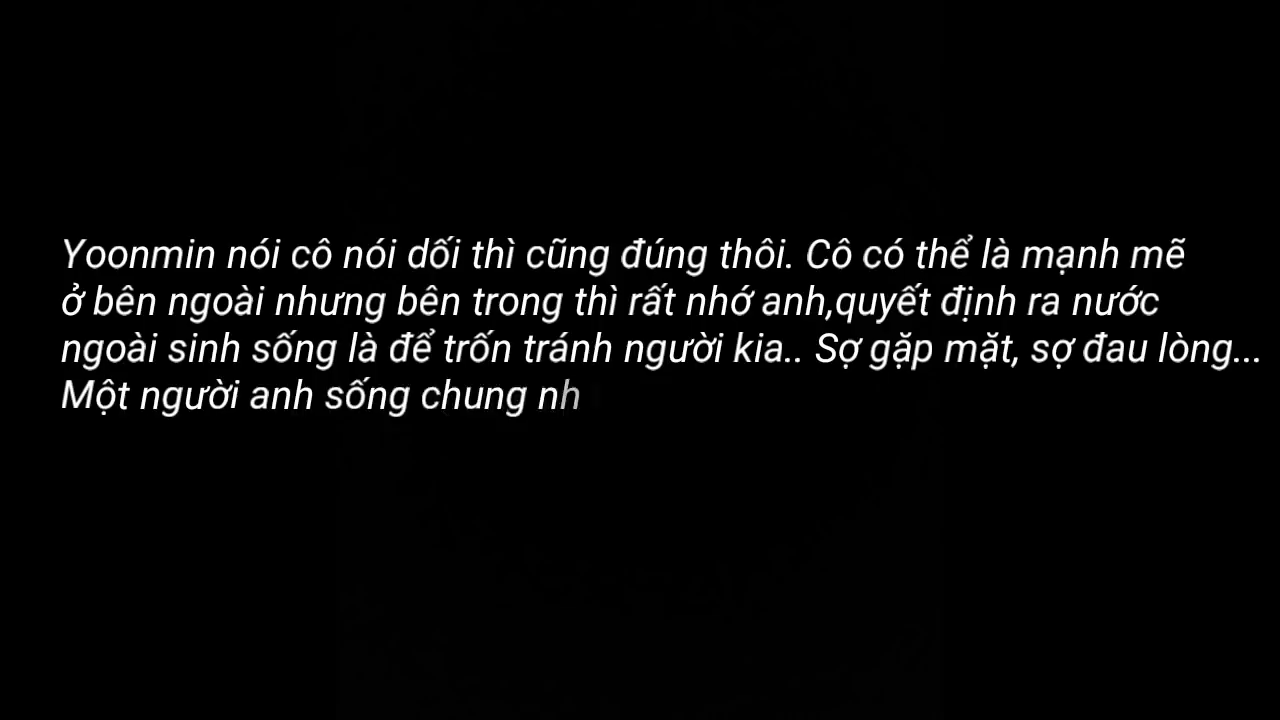 Yoonmin nói cô nói dối thì cũng đúng thôi. Cô có thể là mạnh mẽ
ở bên ngoài nhưng bên trong thì rất nhớ anh,quyết định ra nước
ngoài sinh sống là để trốn tránh người kia.. Sợ gặp mặt, sợ đau lòng...
Một người anh sống chung nh